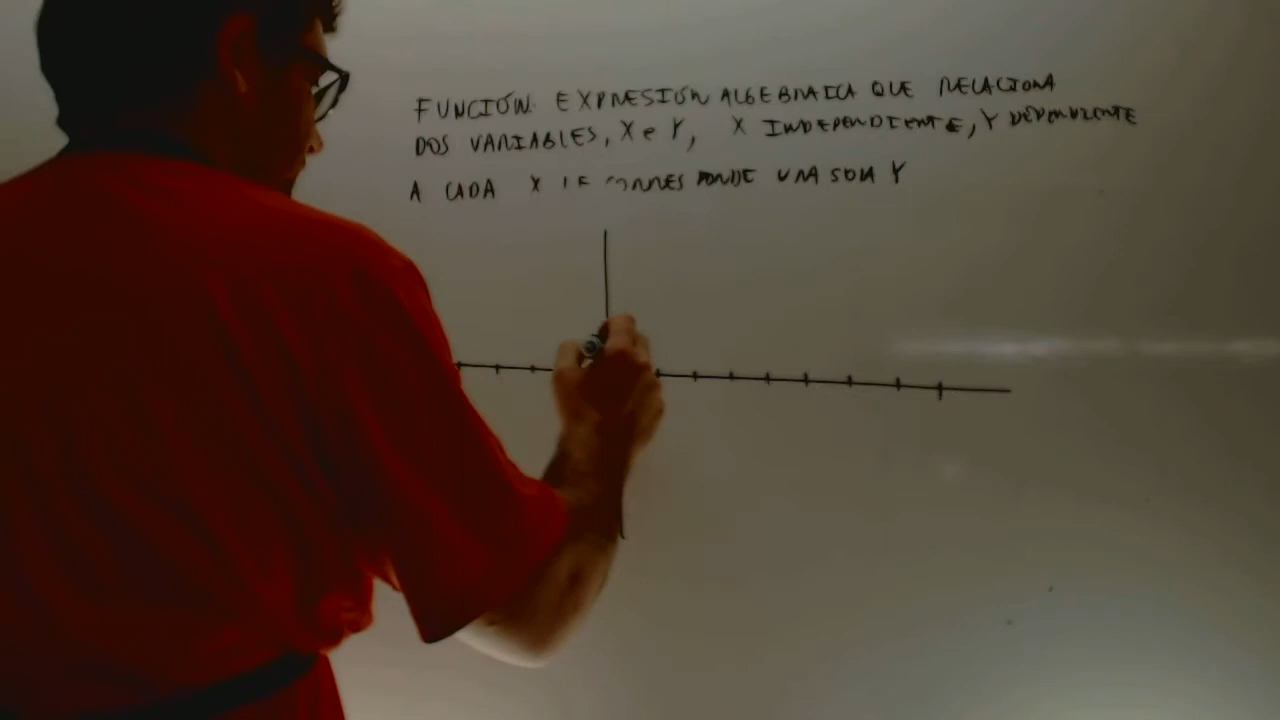 FUNCIÓN. EXPRESIÓN ALGEBRAICA QUE RELACIONA
DOS VARIABLES, X e Y, X INDEPENDIENTE, Y DEPENDIENTE
A CADA X LE CORRESPONDE UNA SOLA Y